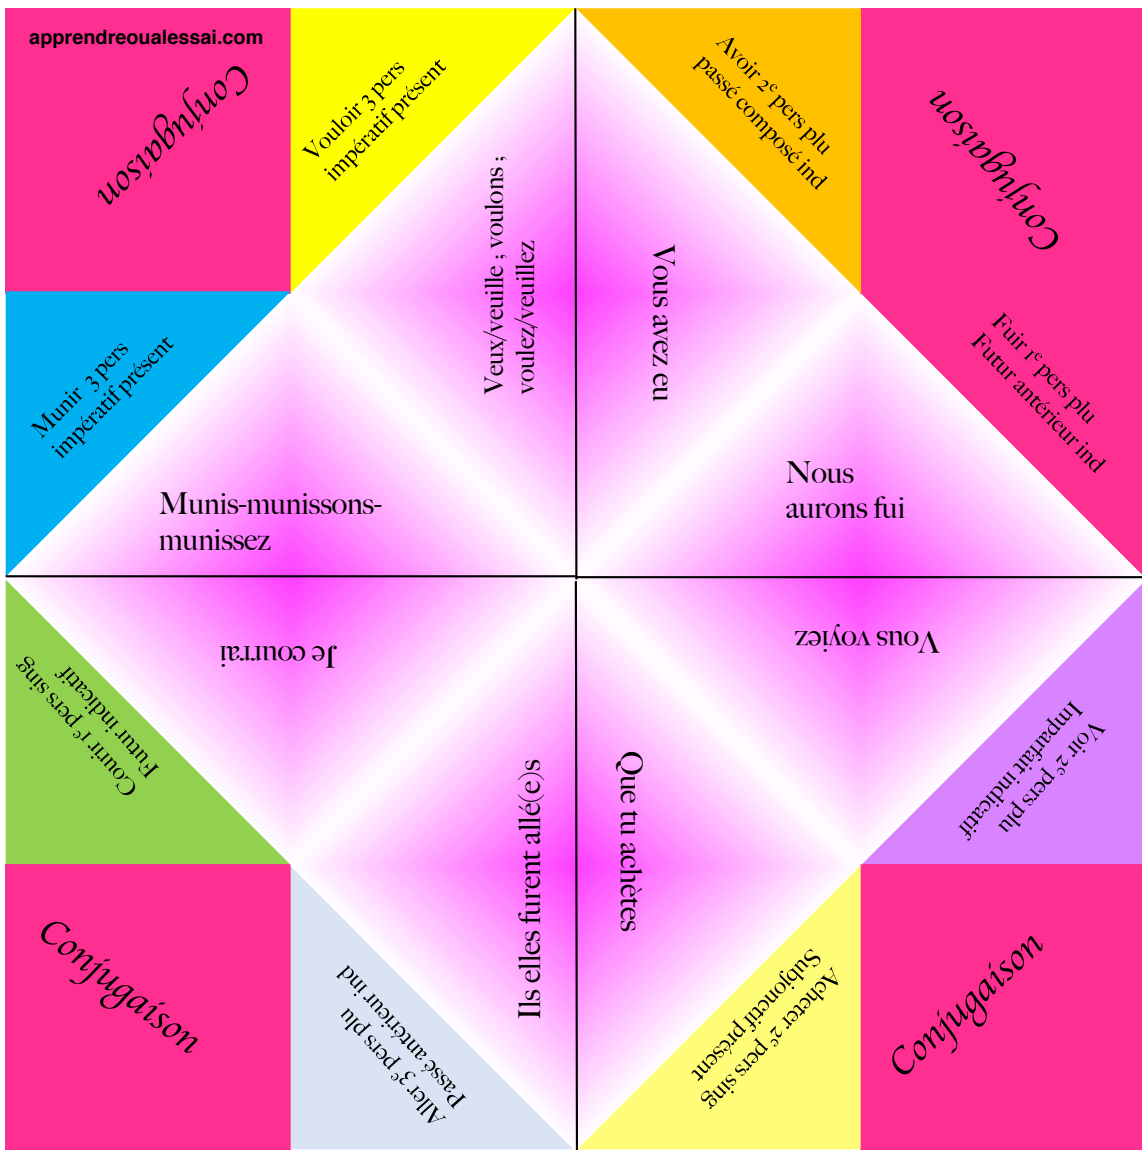 apprendreoualessai.com
Conjugaison
Vouloir 3 pers
impératif présent
Avoir 2e pers plu
passé composé ind
Conjugaison
Munir 3 pers
impératif présent
Veux/veuille ; voulons ;
voulez/veuillez
Vous avez eu
Fuir 1e pers plu
Futur antérieur ind
Munis-munissons-
munissez
Nous
aurons fui
Je courrai
Vous voyiez
Courir 1e pers sing
Futur indicatif
Ils elles furent allé(e)s
Que tu achètes
Voir 2e pers plu
Imparfait indicatif
Conjugaison
Aller 3e pers plu
Passé antérieur ind
Acheter 2e pers sing
Subjonctif présent
Conjugaison